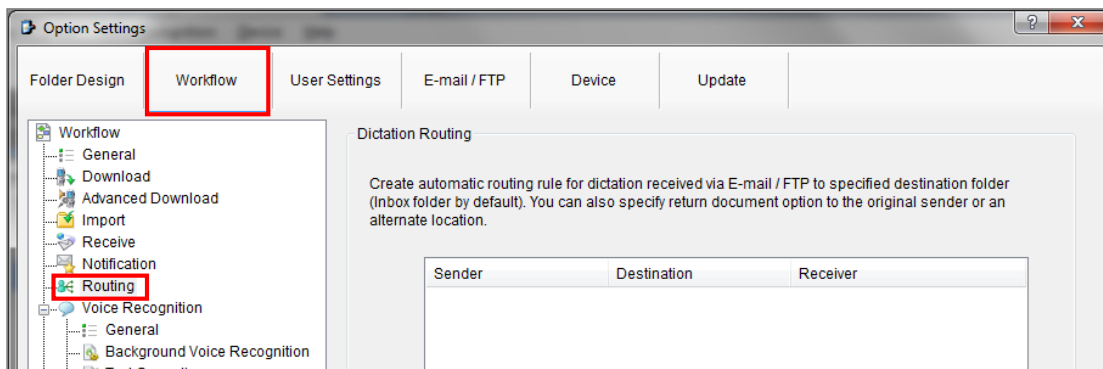 Option Settings
Folder Design
Workflow
User Settings
E-mail / FTP
Device
Update
Workflow
General
Download
Advanced Download
Import
Receive
Notification
Routing
Voice Recognition
General
Background Voice Recognition
Dictation Routing
Create automatic routing rule for dictation received via E-mail / FTP to specified destination folder
(Inbox folder by default). You can also specify return document option to the original sender or an
alternate location.
Sender Destination Receiver